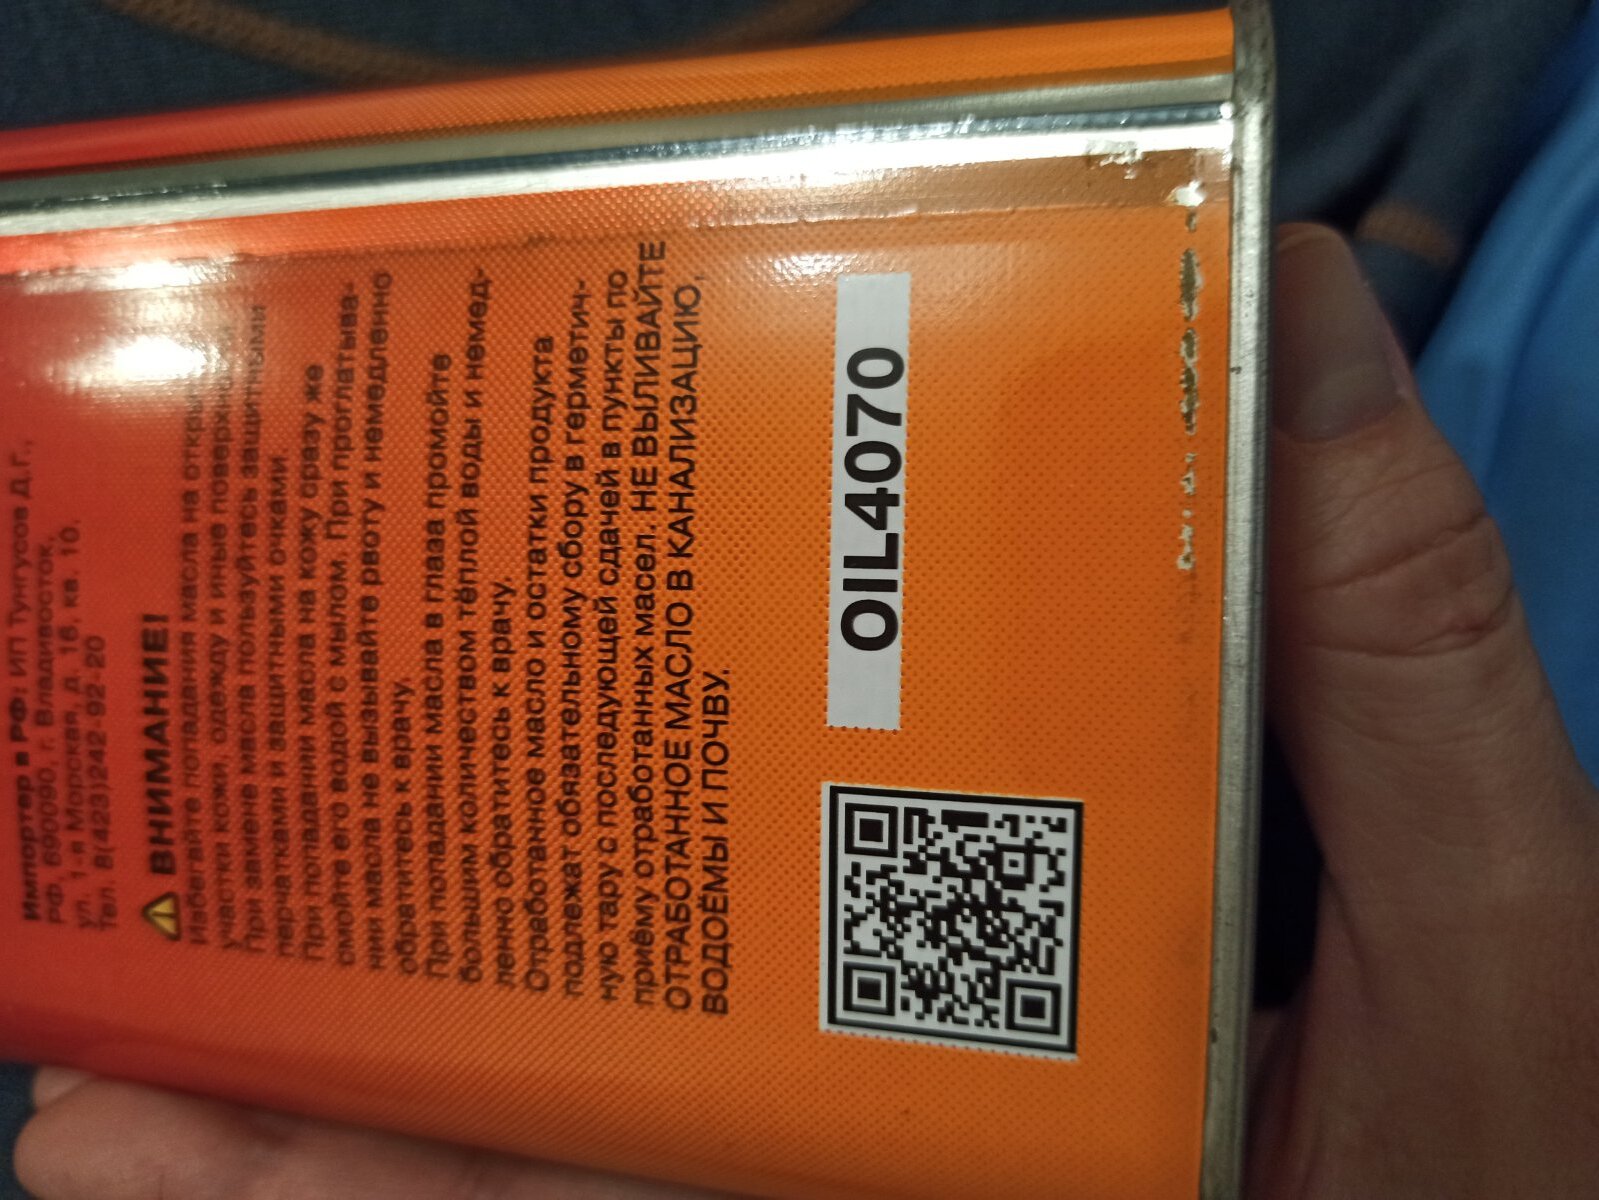 Импортер в РФ: ИП Тунгусов Д.Г.,
РФ, 690090, г. Владивосток,
ул. 1-я Морская, д. 16, кв. 10.
Тел. 8(423)242-92-20
ВНИМАНИЕ!
Избегайте попадания масла на
участки кожи, одежду и иные
При замене масла пользуйтесь защитными
перчатками и защитными очками.
При попадании масла на кожу сразу же
смойте его водой с мылом. При проглатыва-
нии масла не вызывайте рвоту и немедленно
обратитесь к врачу.
При попадании масла в глаза промойте
большим количеством тёплой воды и немед-
ленно обратитесь к врачу.
Отработанное масло и остатки продукта
подлежат обязательному сбору в герметич-
ную тару с последующей сдачей в пункты по
приёму отработанных масел. НЕ ВЫЛИВАЙТЕ
ОТРАБОТАННОЕ МАСЛО В КАНАЛИЗАЦИЮ,
ВОДОЁМЫ И ПОЧВУ.
OIL4070